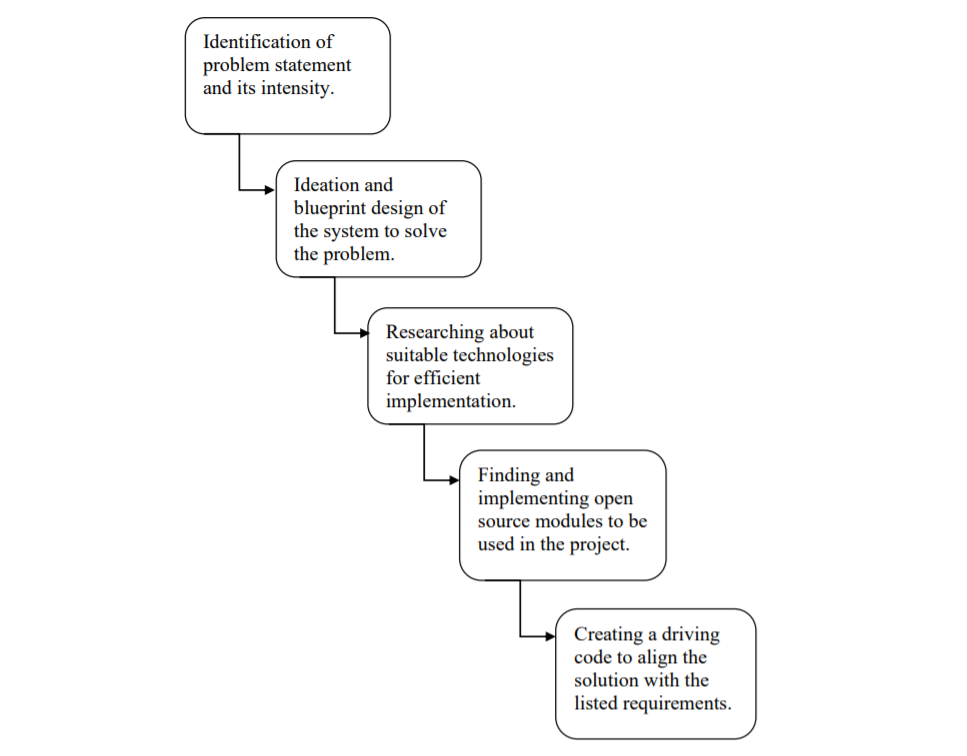 Identification of
problem statement
and its intensity.
Ideation and
blueprint design of
the system to solve
the problem.
Researching about
suitable technologies
for efficient
implementation.
Finding and
implementing open
source modules to be
used in the project.
Creating a driving
code to align the
solution with the
listed requirements.